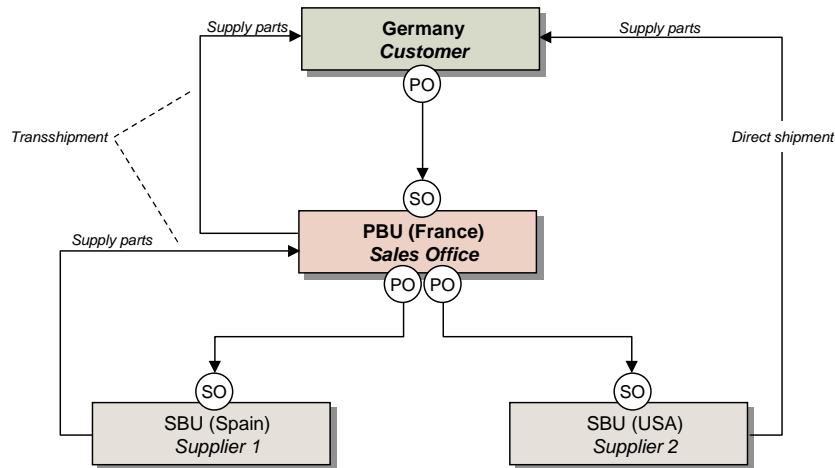 Supply parts
Germany
Customer
Supply parts
PO
Transshipment
Direct shipment
SO
PBU (France)
Sales Office
Supply parts
PO
PO
SO
SO
SBU (Spain)
Supplier 1
SBU (USA)
Supplier 2